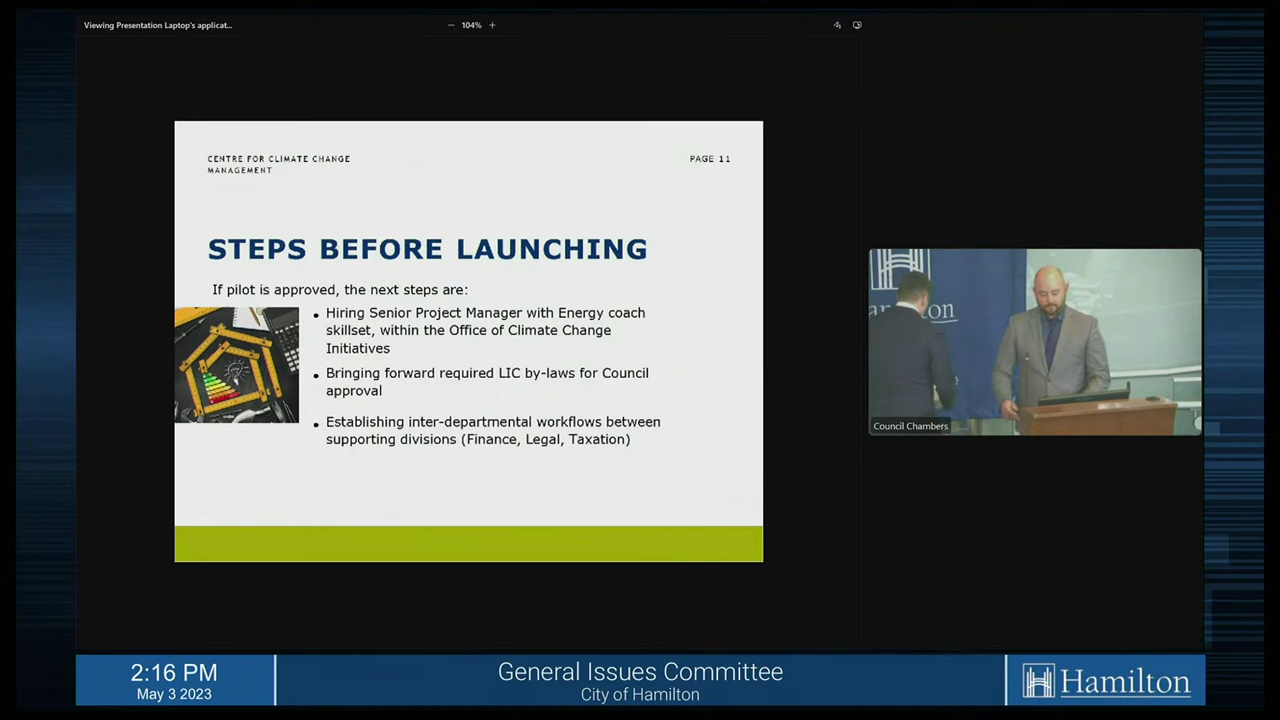 Viewing Presentation Laptop's applicat...
104%
CENTRE FOR CLIMATE CHANGE
MANAGEMENT
PAGE 11
STEPS BEFORE LAUNCHING
If pilot is approved, the next steps are:
• Hiring Senior Project Manager with Energy coach
skillset, within the Office of Climate Change
Initiatives
• Bringing forward required LIC by-laws for Council
approval
• Establishing inter-departmental workflows between
supporting divisions (Finance, Legal, Taxation)
Council Chambers
2:16 PM
May 3 2023
General Issues Committee
City of Hamilton
Hamilton